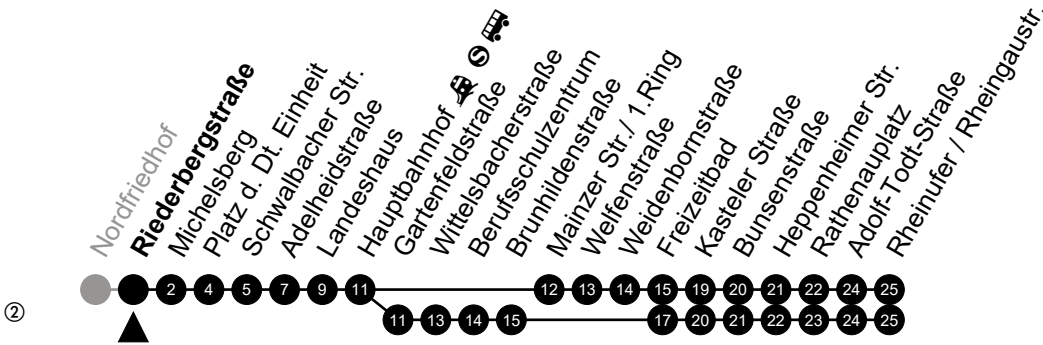 Nordfriedhof
Riederbergstraße
Michelsberg
Platz d. Dt. Einheit
Schwalbacher Str.
Adelheidstraße
Landeshaus
Hauptbahnhof S
Gartenfeldstraße
Wittelsbacherstraße
Berufsschulzentrum
Brunhildenstraße
Mainzer Str./ 1.Ring
Welfenstraße
Weidenbornstraße
Freizeitbad
Kasteler Straße
Bunsenstraße
Heppenheimer Str.
Rathenauplatz
Adolf-Todt-Straße
Rheinufer / Rheingaustr.
2 4 5 7 9 11 12 13 14 15 19 20 21 22 24 25
② 11 13 14 15 17 20 21 22 23 24 25